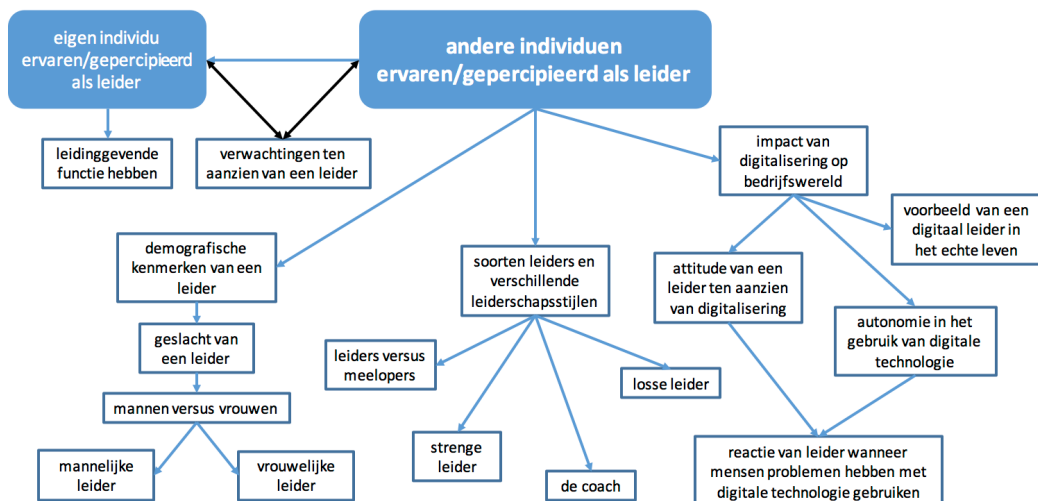 eigen individu
ervaren/gepercipieerd
als leider
andere individuen
ervaren/gepercipieerd als leider
leidinggevende
functie hebben
verwachtingen ten
aanzien van een leider
impact van
digitalisering op
bedrijfswereld
voorbeeld van een
digitaal leider in
het echte leven
demografische
kenmerken van een
leider
soorten leiders en
verschillende
leiderschapsstijlen
attitude van een
leider ten aanzien
van digitalisering
autonomie in het
gebruik van digitale
technologie
geslacht van
een leider
leiders versus
meelopers
losse leider
mannen versus vrouwen
strenge
leider
de coach
reactie van leider wanneer
mensen problemen hebben met
digitale technologie gebruiken
mannelijke
leider
vrouwelijke
leider